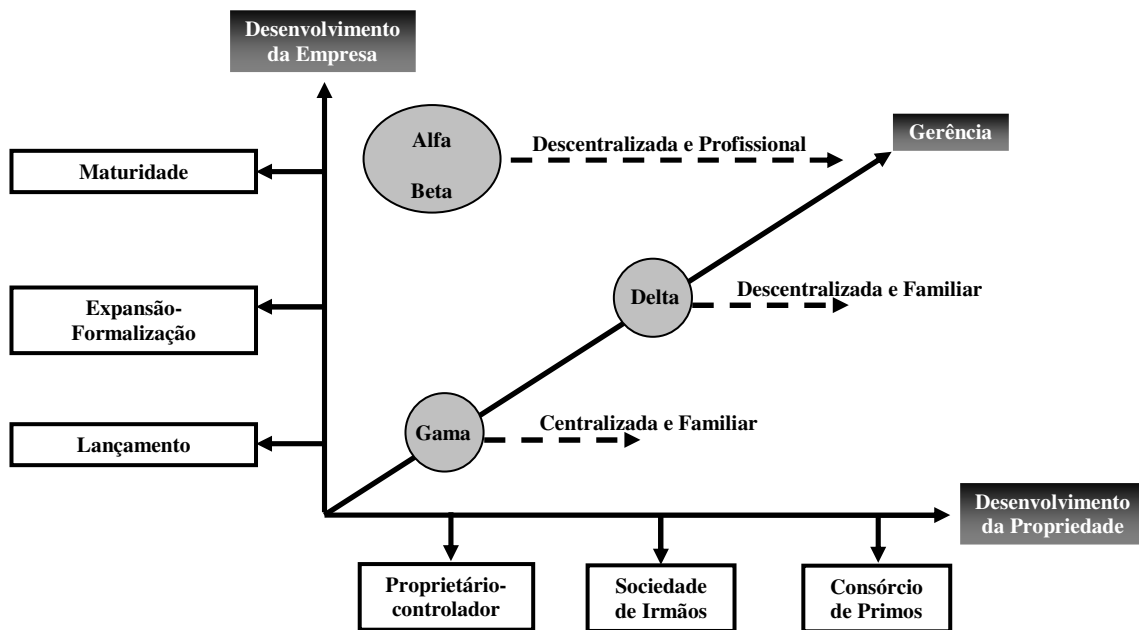 Desenvolvimento
da Empresa
Alfa
Beta
Descentralizada e Profissional
Gerência
Maturidade
Expansão-
Formalização
Delta
Descentralizada e Familiar
Lançamento
Gama
Centralizada e Familiar
Desenvolvimento
da Propriedade
Proprietário-
controlador
Sociedade
de Irmãos
Consórcio
de Primos